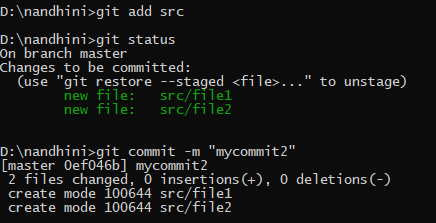 D:\nandhini>git add src
D:\nandhini>git status
On branch master
Changes to be committed:
  (use "git restore --staged <file>..." to unstage)
        new file:   src/file1
        new file:   src/file2
D:\nandhini>git commit -m "mycommit2"
[master 0ef046b] mycommit2
 2 files changed, 0 insertions(+), 0 deletions(-)
 create mode 100644 src/file1
 create mode 100644 src/file2